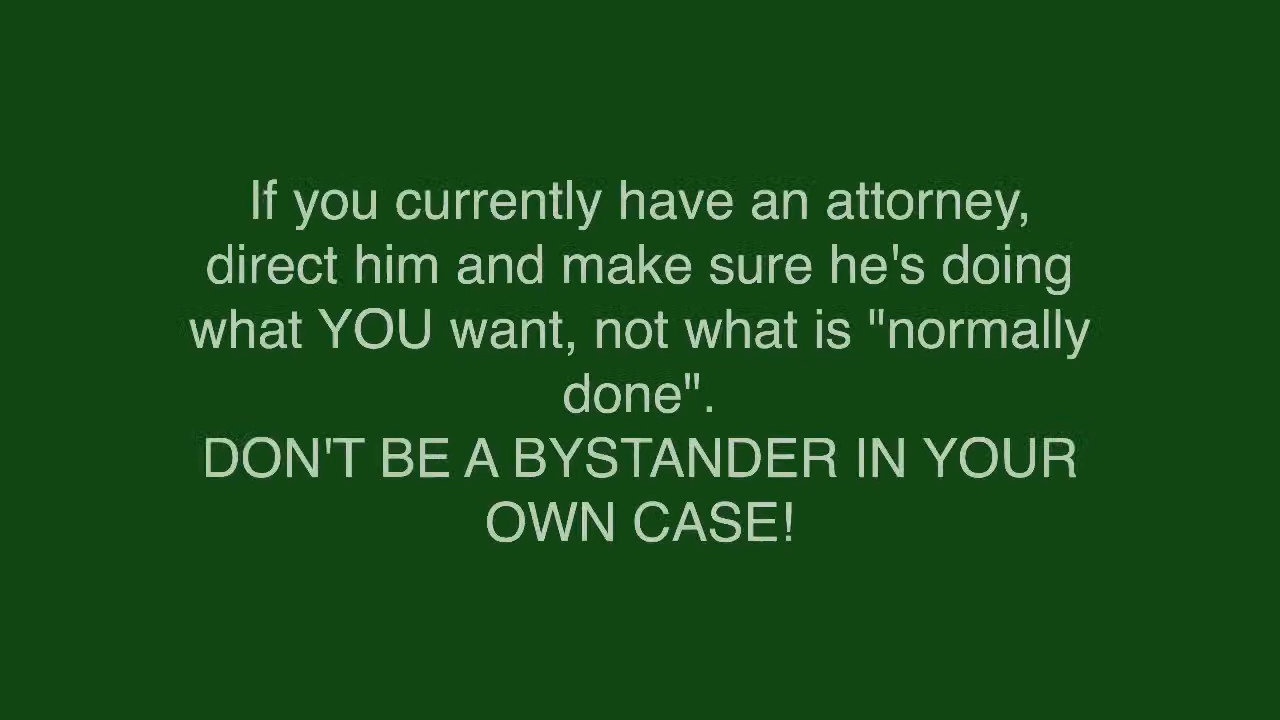 If you currently have an attorney,
direct him and make sure he's doing
what YOU want, not what is "normally
done".
DON'T BE A BYSTANDER IN YOUR
OWN CASE!